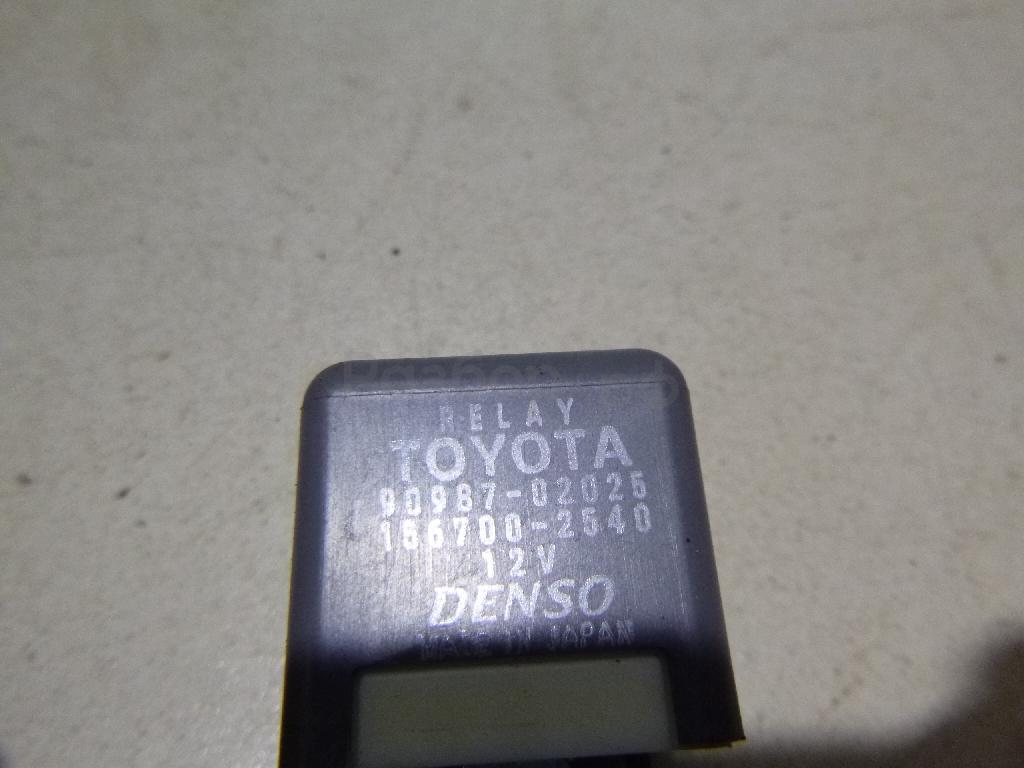 RELAY
TOYOTA
90987-02025
156700-2540
12V
DENSO
MADE IN JAPAN